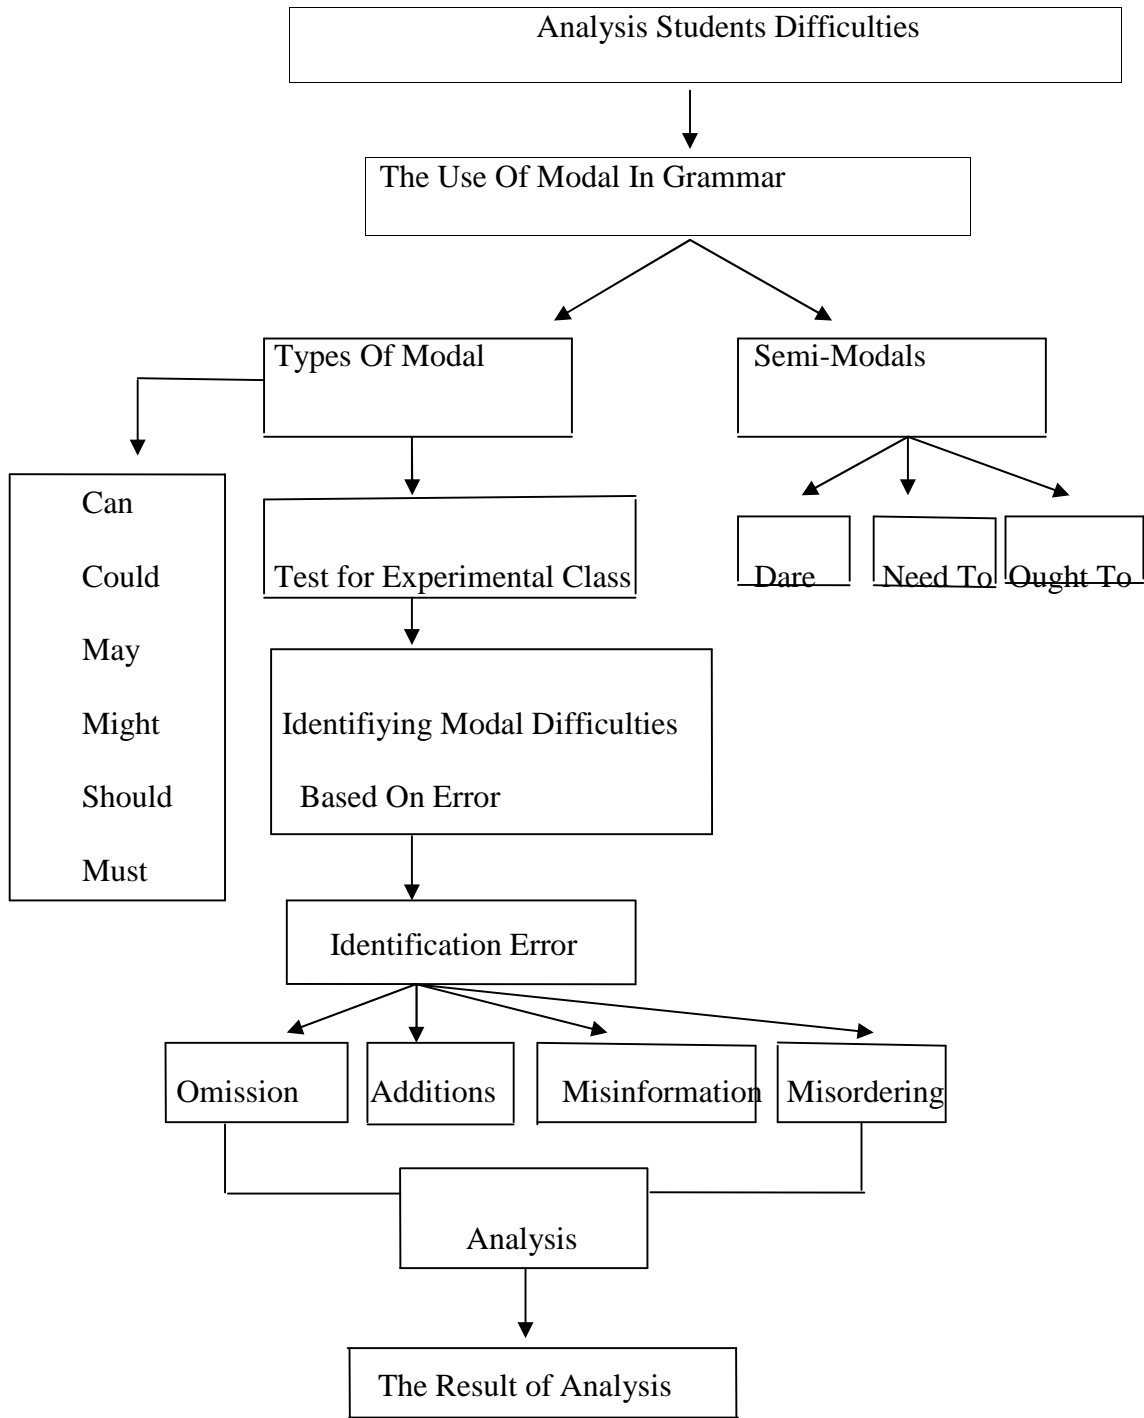 Analysis Students Difficulties
The Use Of Modal In Grammar
Types Of Modal
Semi-Modals
Can
Could
May
Might
Should
Must
Test for Experimental Class
Dare
Need To
Ought To
Identifiying Modal Difficulties
Based On Error
Identification Error
Omission
Additions
Misinformation
Misordering
Analysis
The Result of Analysis